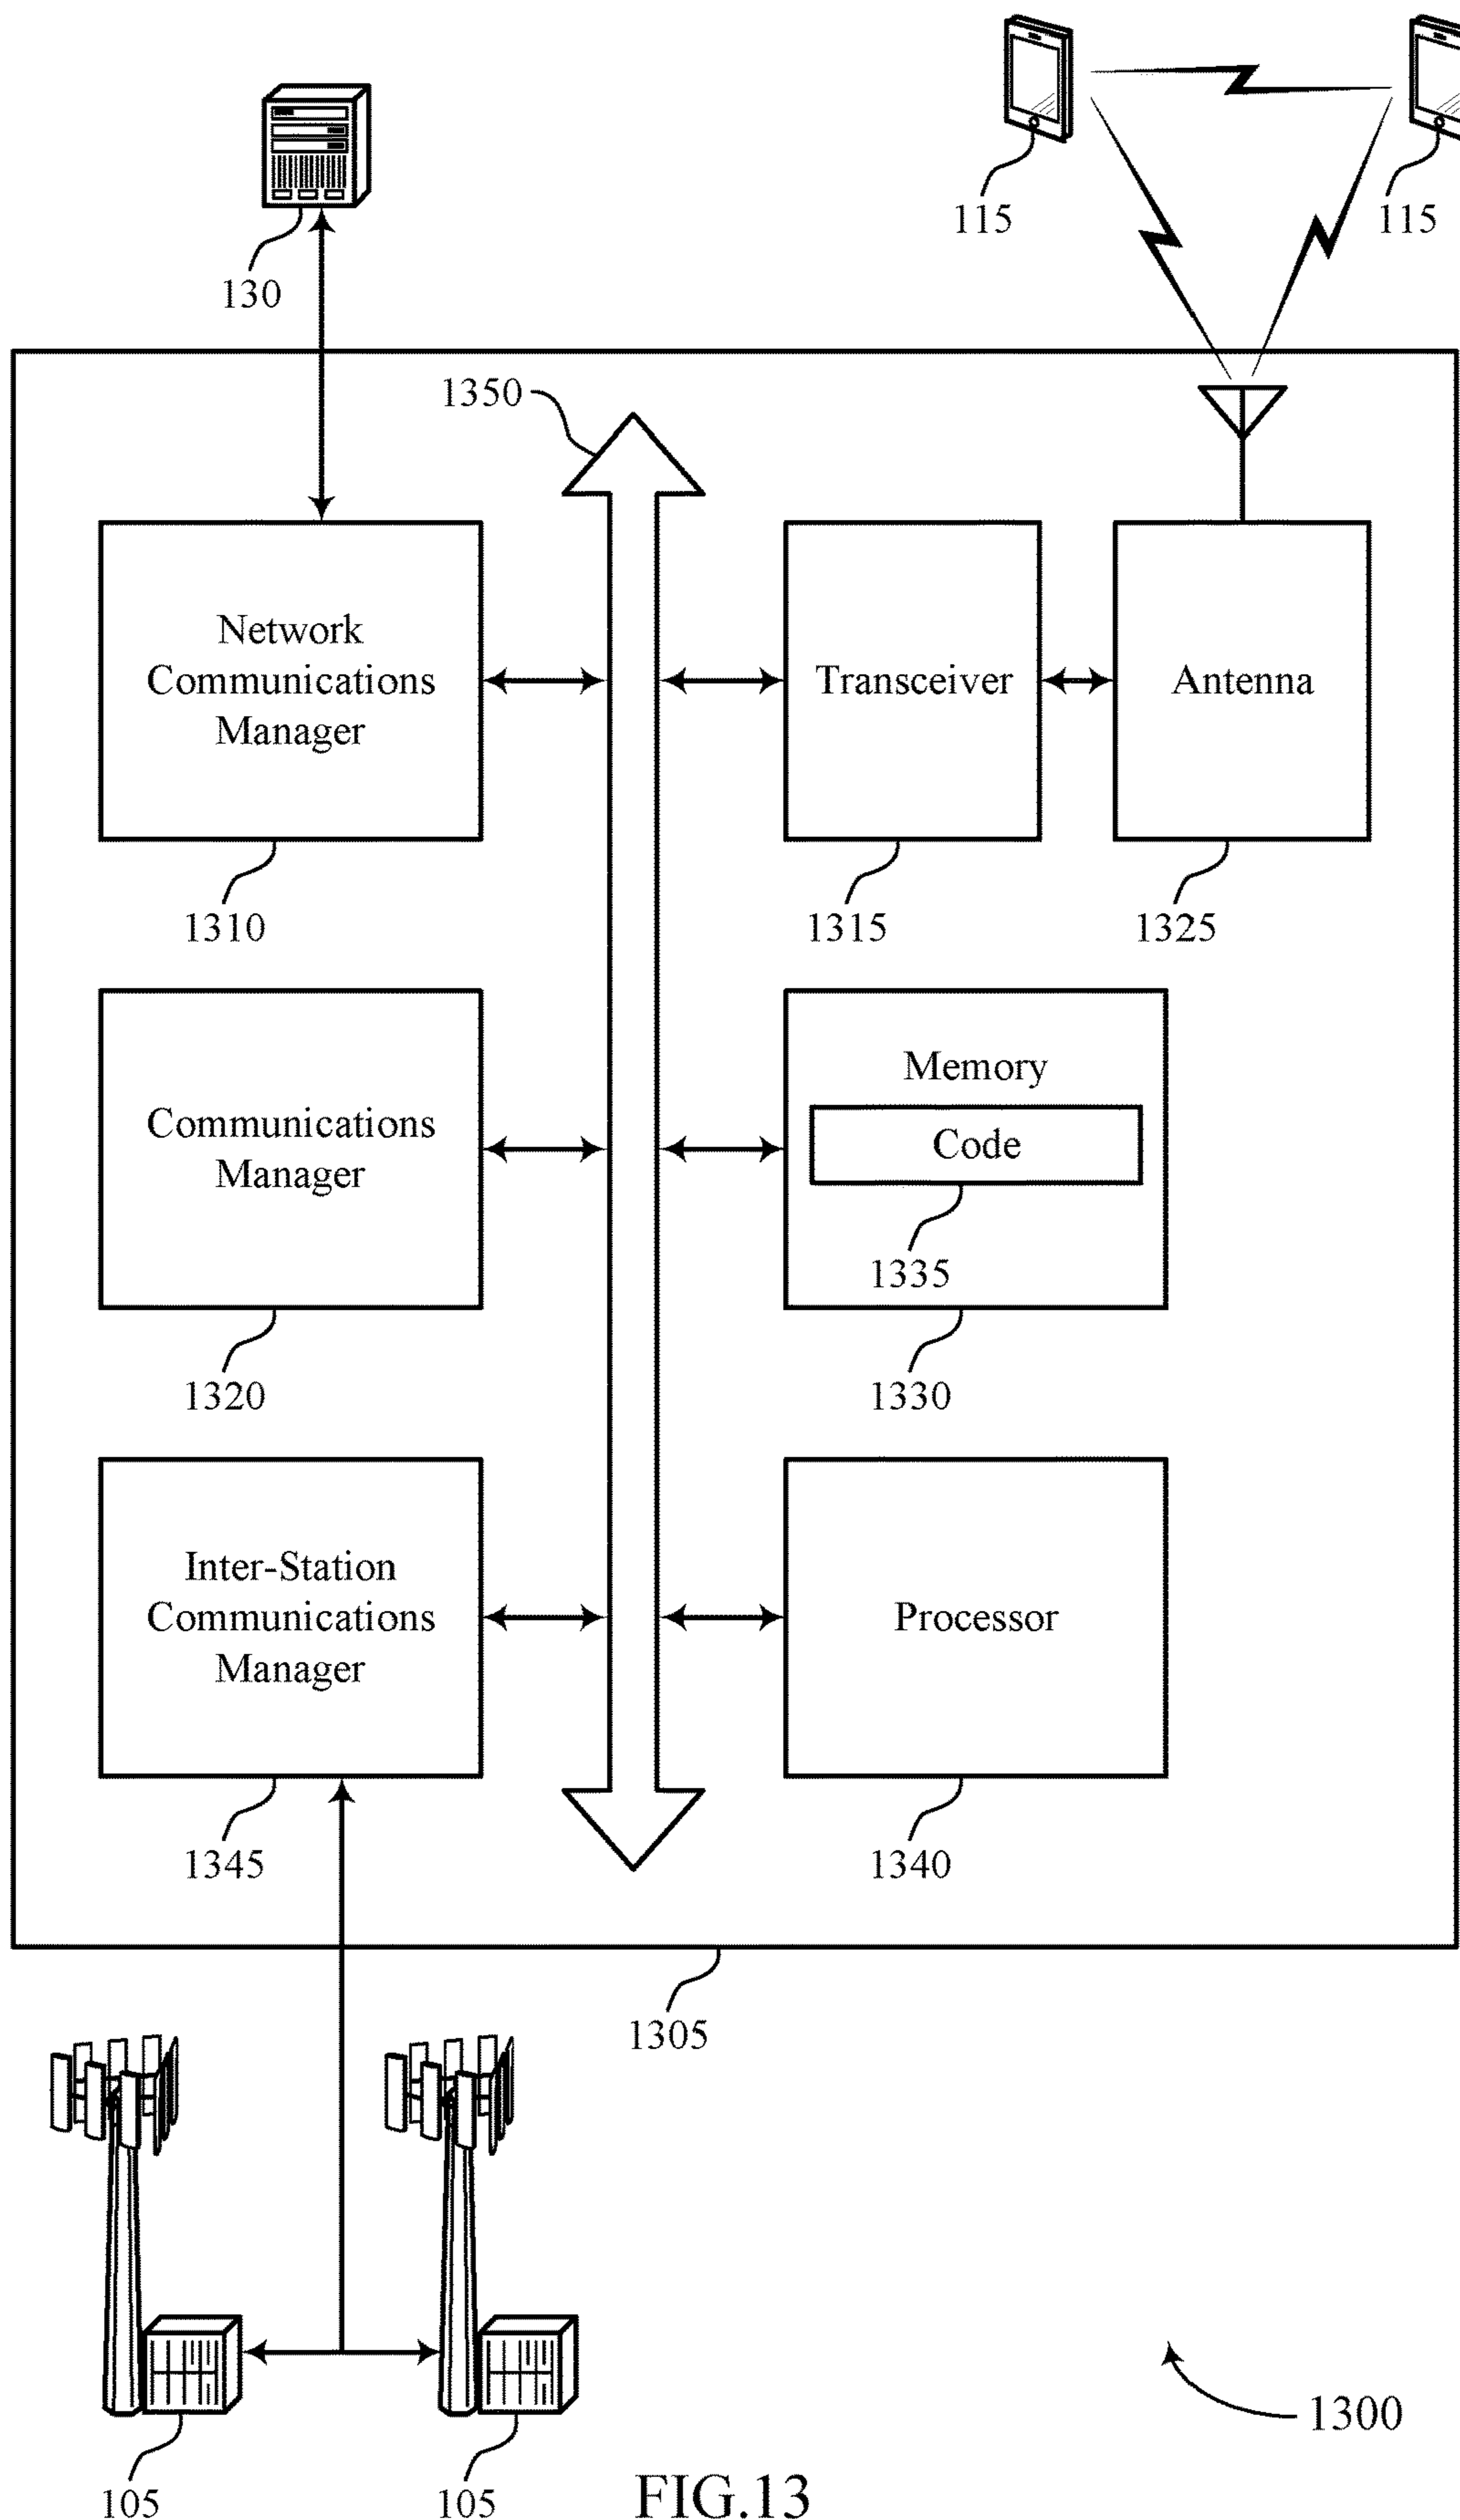 115
115
130
1350
Network
Communications
Manager
Transceiver
Antenna
1310
1315
1325
Communications
Manager
Memory
Code
1335
1320
1330
Inter-Station
Communications
Manager
Processor
1345
1340
1305
1300
105
105
FIG.13